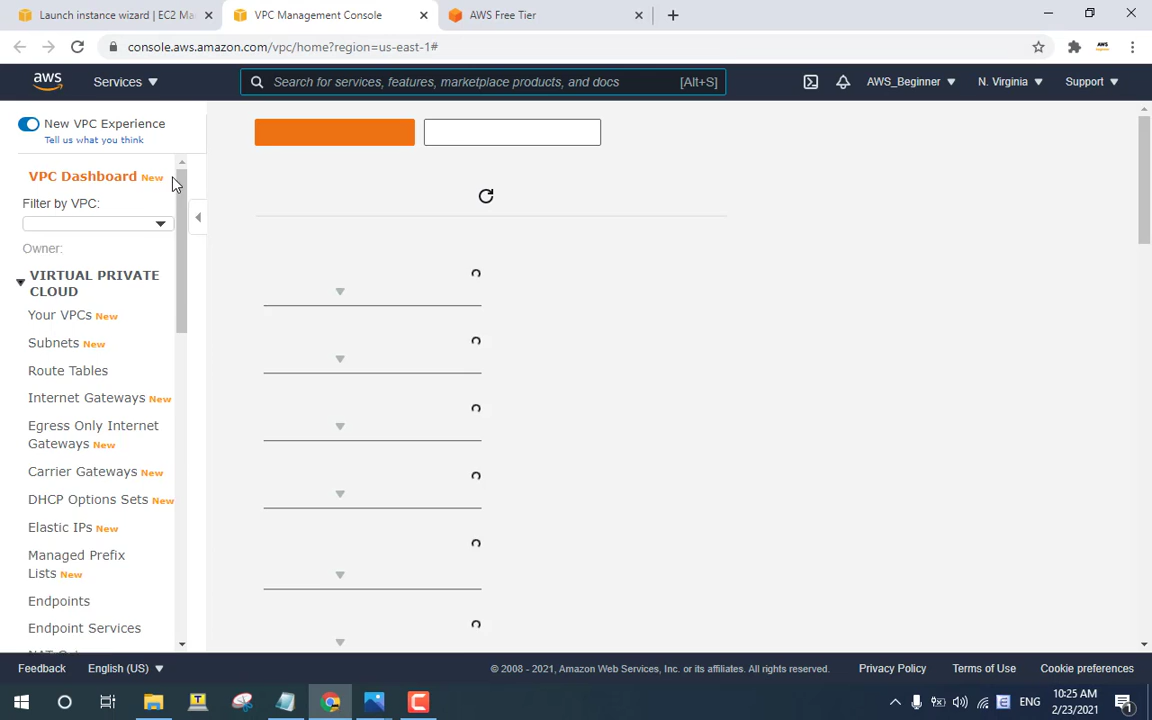 Launch instance wizard | EC2 Ma
VPC Management Console
AWS Free Tier
console.aws.amazon.com/vpc/home?region=us-east-1#
aws
aws
Services
Search for services, features, marketplace products, and docs
[Alt+S]
AWS_Beginner
N. Virginia
Support
New VPC Experience
Tell us what you think
VPC Dashboard New
Filter by VPC:
Owner:
VIRTUAL PRIVATE
CLOUD
Your VPCs New
Subnets New
Route Tables
Internet Gateways New
Egress Only Internet
Gateways New
Carrier Gateways New
DHCP Options Sets New
Elastic IPs New
Managed Prefix
Lists New
Endpoints
Endpoint Services
Feedback
English (US)
© 2008 - 2021, Amazon Web Services, Inc. or its affiliates. All rights reserved.
Privacy Policy
Terms of Use
Cookie preferences
T
C
E
ENG
10:25 AM
2/23/2021
1